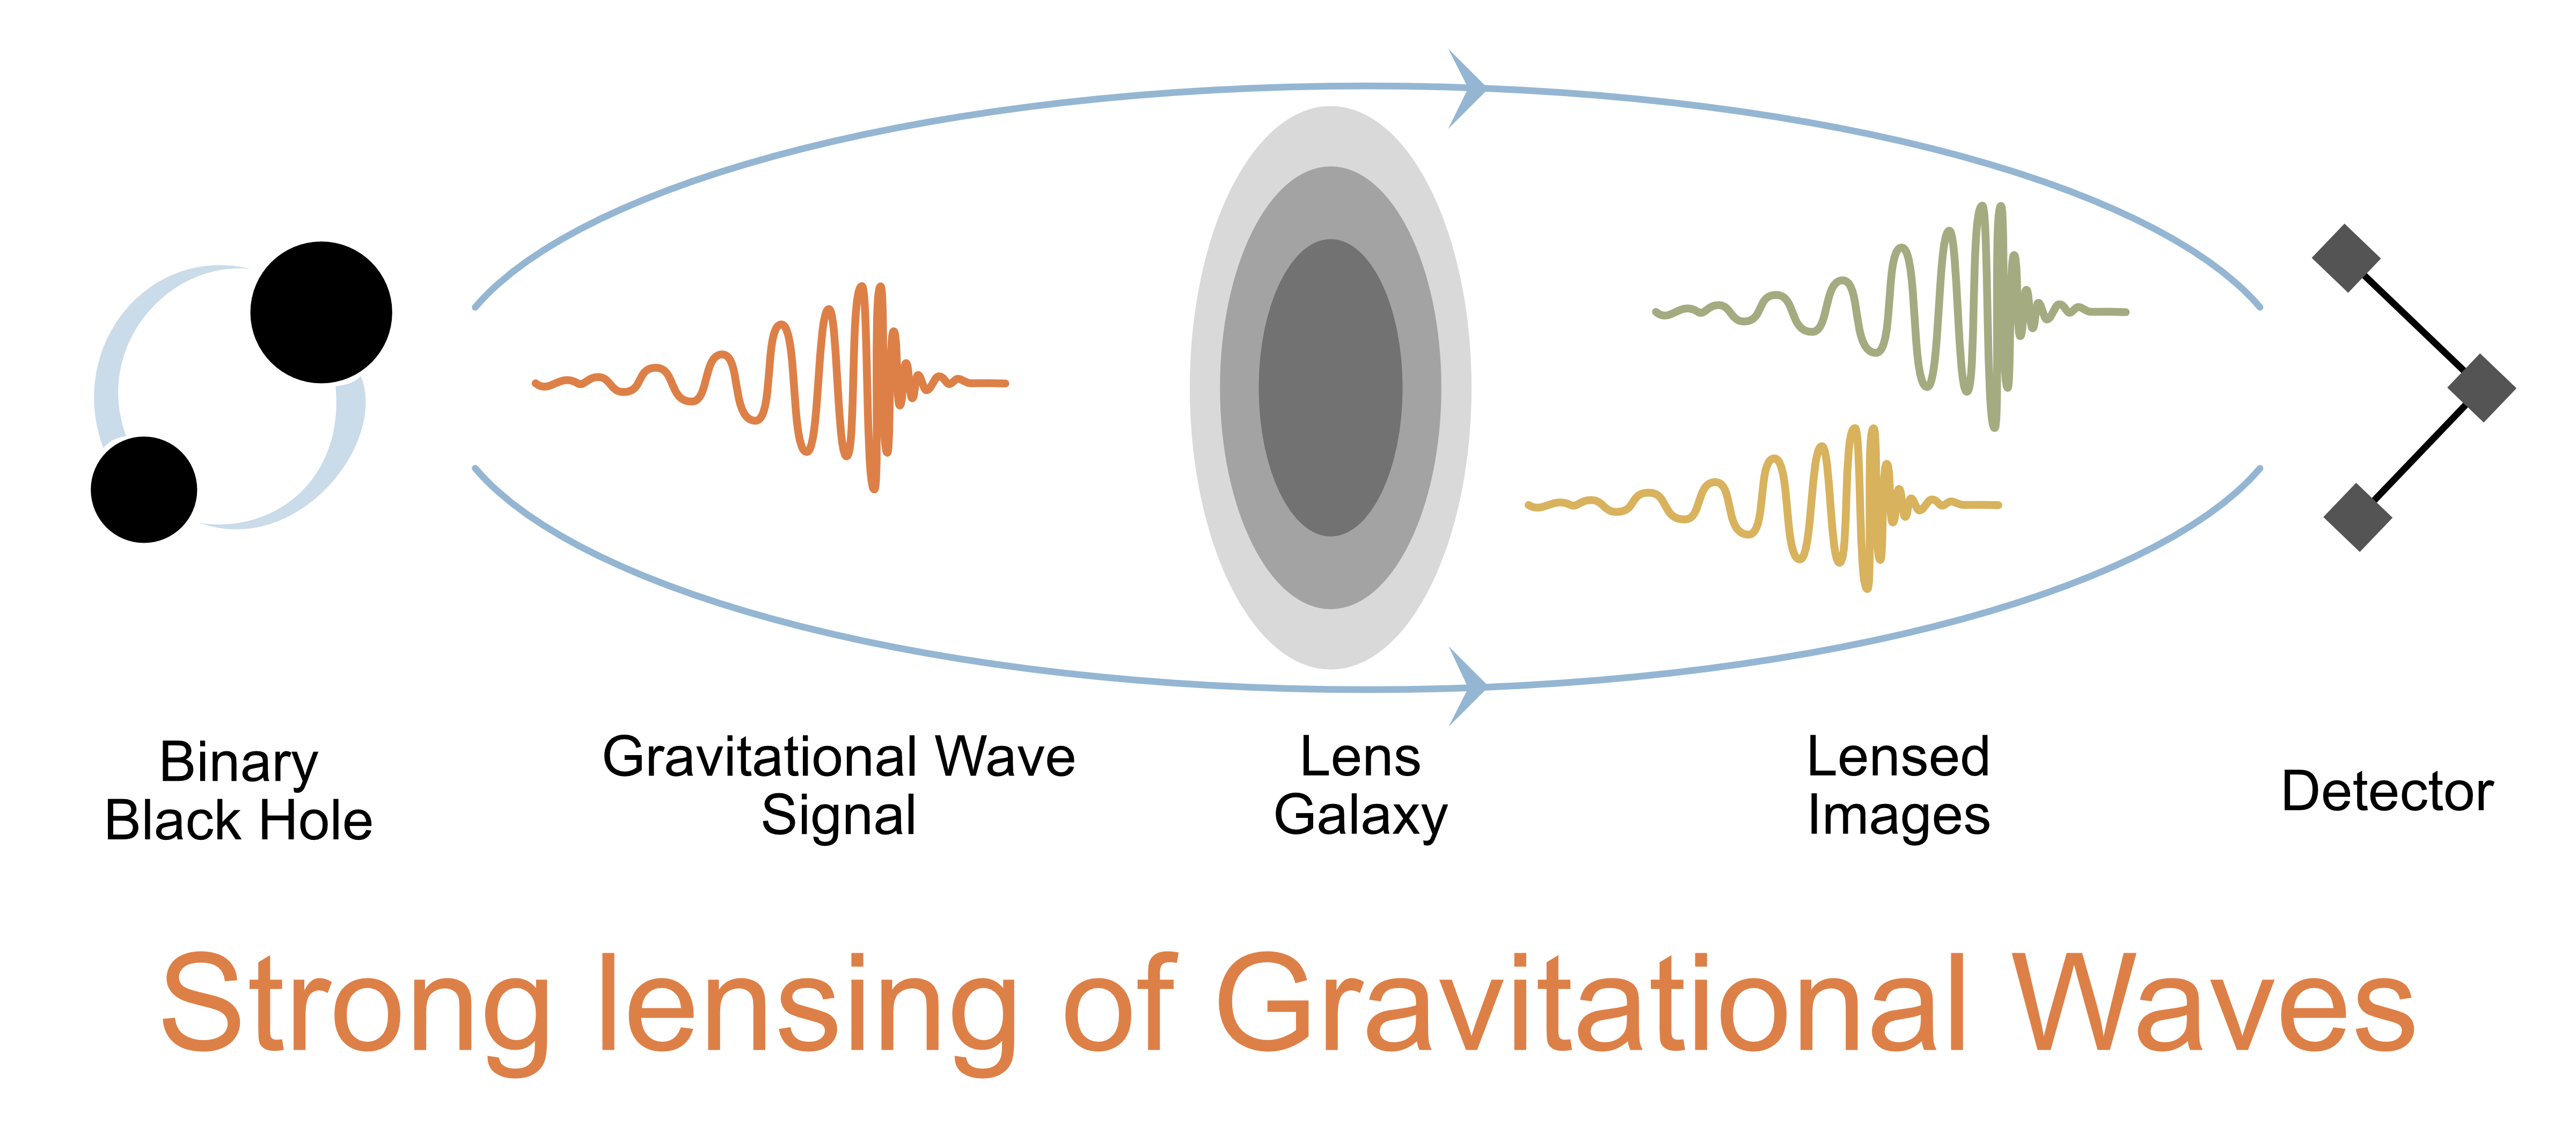 Binary
Black Hole
Gravitational Wave
Signal
Lens
Galaxy
Lensed
Images
Detector
Strong lensing of Gravitational Waves